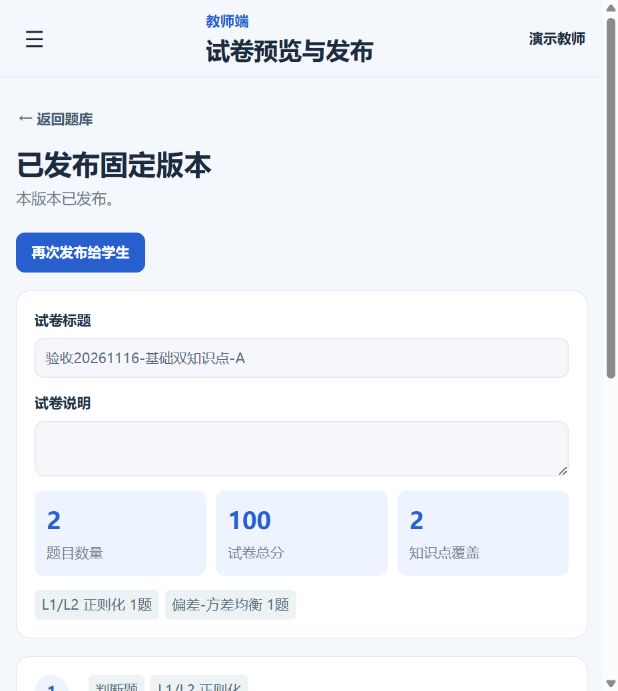 教师端
试卷预览与发布
演示教师
← 返回题库
已发布固定版本
本版本已发布。
再次发布给学生
试卷标题
验收20261116-基础双知识点-A
试卷说明
2
题目数量
100
试卷总分
2
知识点覆盖
L1/L2 正则化 1题
偏差-方差均衡 1题
1
判断题
L1/L2 正则化